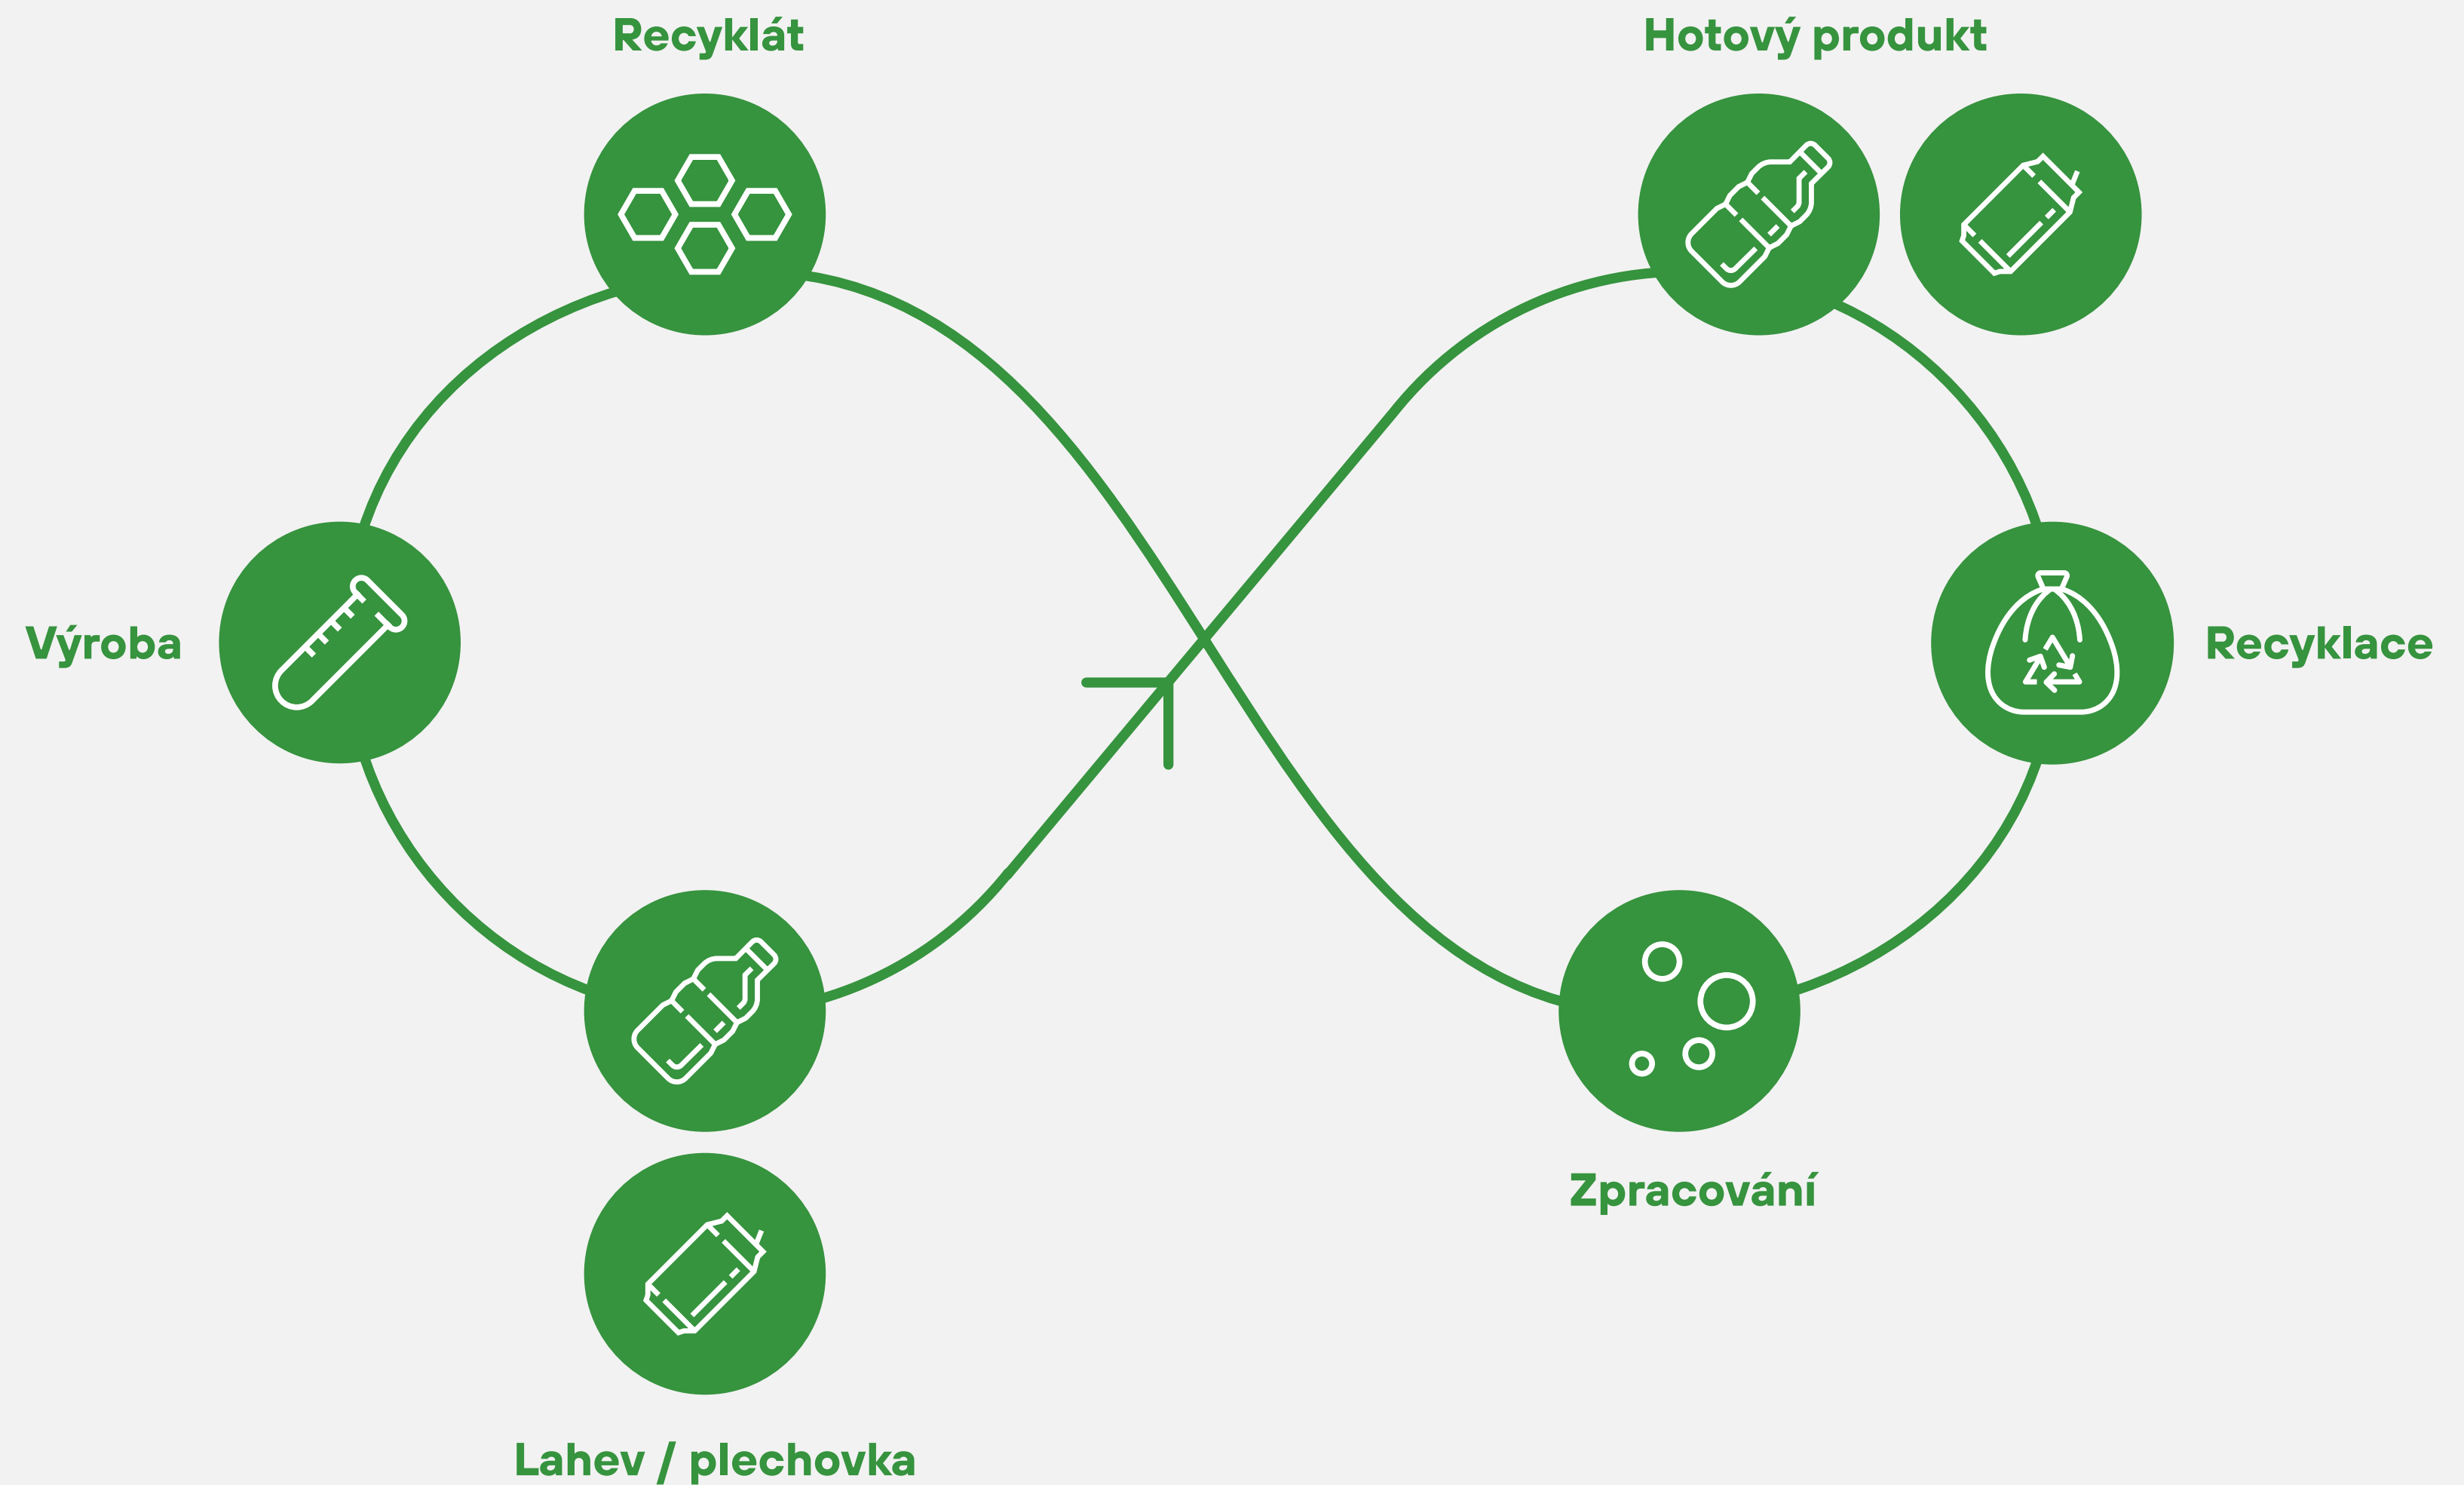 Recyklát
Hotový produkt
Výroba
Recyklace
Zpracování
Lahev / plechovka